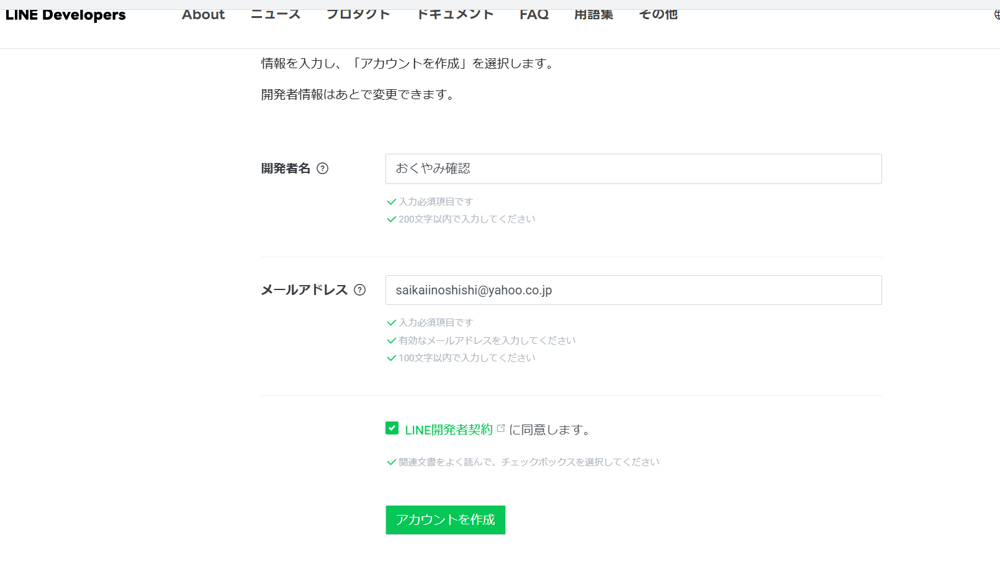 LINE Developers About ニュース プロダクト ドキュメント FAQ 用語集 その他
情報を入力し、「アカウントを作成」を選択します。
開発者情報はあとで変更できます。
開発者名 ?
おくやみ確認
入力必須項目です
200文字以内で入力してください
メールアドレス ?
saikaiinoshishi@yahoo.co.jp
入力必須項目です
有効なメールアドレスを入力してください
100文字以内で入力してください
LINE開発者契約 に同意します。
関連文書をよく読んで、チェックボックスを選択してください
アカウントを作成